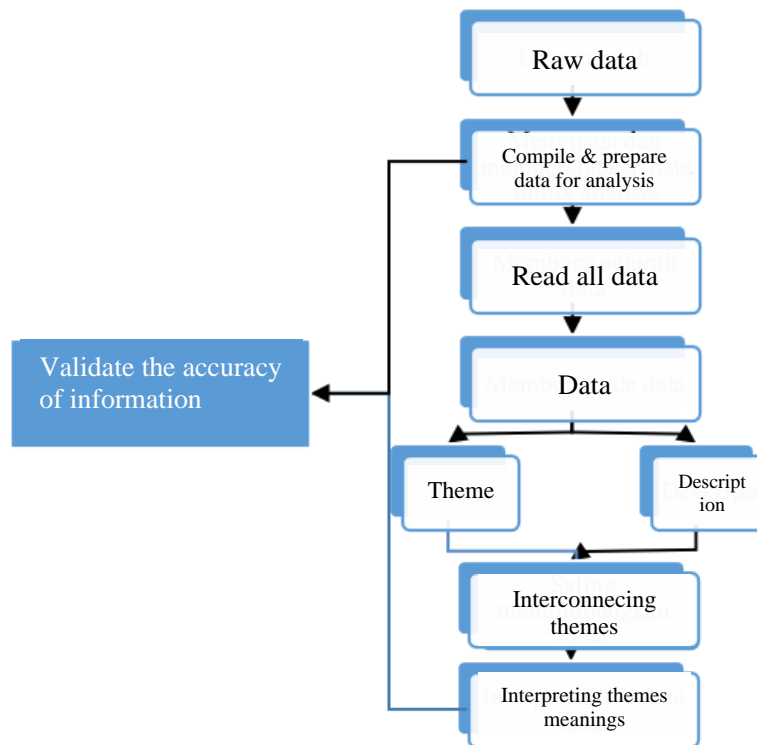 Raw data
Compile & prepare
data for analysis
Read all data
Validate the accuracy
of information
Data
Theme
Descript
ion
Interconnecing
themes
Interpreting themes
meanings